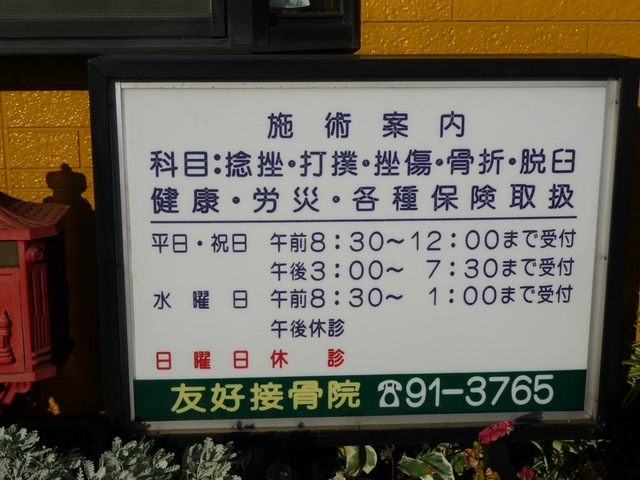 施術案内
科目:捻挫・打撲・挫傷・骨折・脱臼
健康・労災・各種保険取扱
平日・祝日 午前8:30〜12:00まで受付
午後3:00〜 7:30まで受付
水曜日 午前8:30〜 1:00まで受付
午後休診
日曜日休診
友好接骨院 ☎91-3765